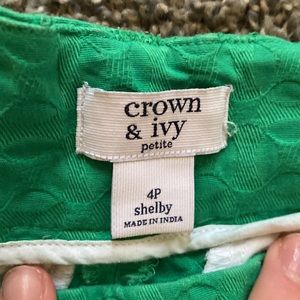 crown
& ivy
petite
4P
shelby
MADE IN INDIA